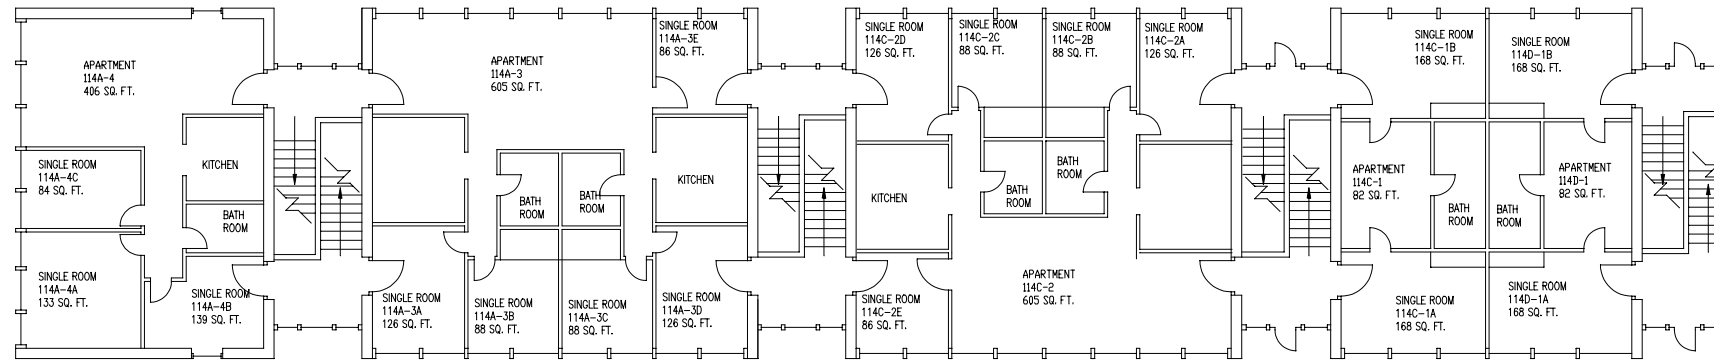 APARTMENT
114A-4
406 SQ. FT.
SINGLE ROOM
114A-4C
84 SQ. FT.
KITCHEN
BATH
ROOM
SINGLE ROOM
114A-4A
133 SQ. FT.
SINGLE ROOM
114A-4B
139 SQ. FT.
APARTMENT
114A-3
605 SQ. FT.
SINGLE ROOM
114A-3E
86 SQ. FT.
KITCHEN
BATH
ROOM
BATH
ROOM
SINGLE ROOM
114A-3A
126 SQ. FT.
SINGLE ROOM
114A-3B
88 SQ. FT.
SINGLE ROOM
114A-3C
88 SQ. FT.
SINGLE ROOM
114A-3D
126 SQ. FT.
SINGLE ROOM
114C-2D
126 SQ. FT.
SINGLE ROOM
114C-2C
88 SQ. FT.
SINGLE ROOM
114C-2B
88 SQ. FT.
SINGLE ROOM
114C-2A
126 SQ. FT.
BATH
ROOM
BATH
ROOM
KITCHEN
APARTMENT
114C-2
605 SQ. FT.
SINGLE ROOM
114C-2E
86 SQ. FT.
SINGLE ROOM
114C-1B
168 SQ. FT.
SINGLE ROOM
114D-1B
168 SQ. FT.
APARTMENT
114C-1
82 SQ. FT.
APARTMENT
114D-1
82 SQ. FT.
BATH
ROOM
BATH
ROOM
SINGLE ROOM
114C-1A
168 SQ. FT.
SINGLE ROOM
114D-1A
168 SQ. FT.